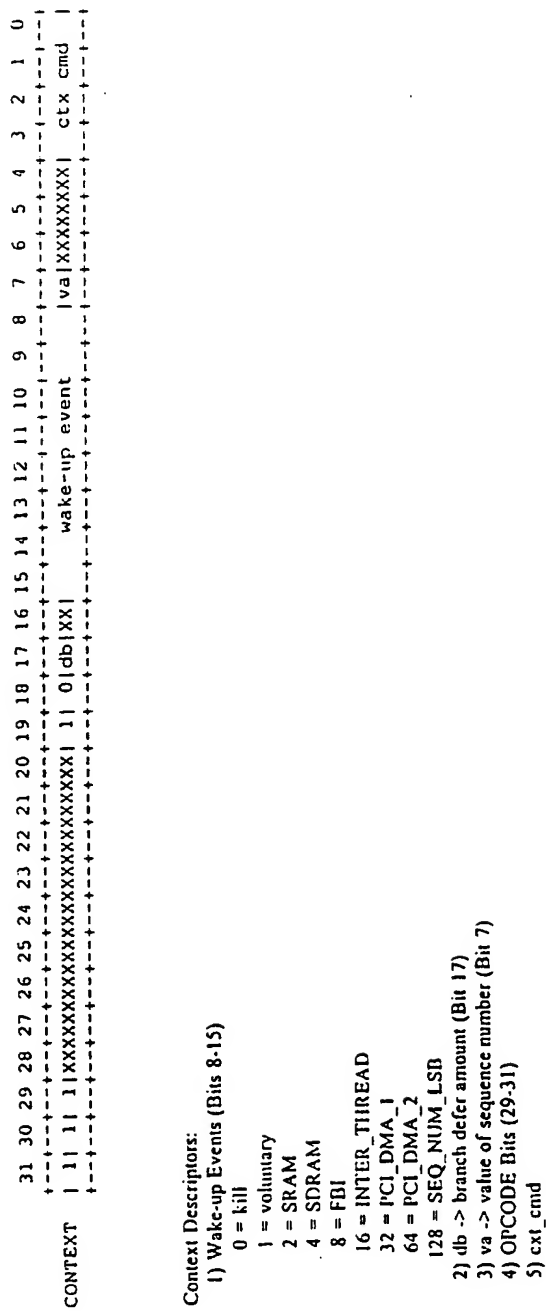 31 30 29 28 27 26 25 24 23 22 21 20 19 18 17 16 15 14 13 12 11 10 9 8 7 6 5 4 3 2 1 0
+--+--+--+--+--+--+--+--+--+--+--+--+--+--+--+--+--+--+--+--+--+--+--+--+--+--+--+--+--+--+--+--+
CONTEXT | 1| 1| 1|XXXXXXXXXXXXXXXXXXXXXXXXXX| 1| 0|db|XX| wake-up event |va|XXXXXXXX| ctx cmd |
+--+--+--+--+--+--+--+--+--+--+--+--+--+--+--+--+--+--+--+--+--+--+--+--+--+--+--+--+--+--+--+--+
Context Descriptors:
1) Wake-up Events (Bits 8-15)
0 = kill
1 = voluntary
2 = SRAM
4 = SDRAM
8 = FBI
16 = INTER_THREAD
32 = PCI_DMA_1
64 = PCI_DMA_2
128 = SEQ_NUM_LSB
2) db -> branch defer amount (Bit 17)
3) va -> value of sequence number (Bit 7)
4) OPCODE Bits (29-31)
5) cxt_cmd